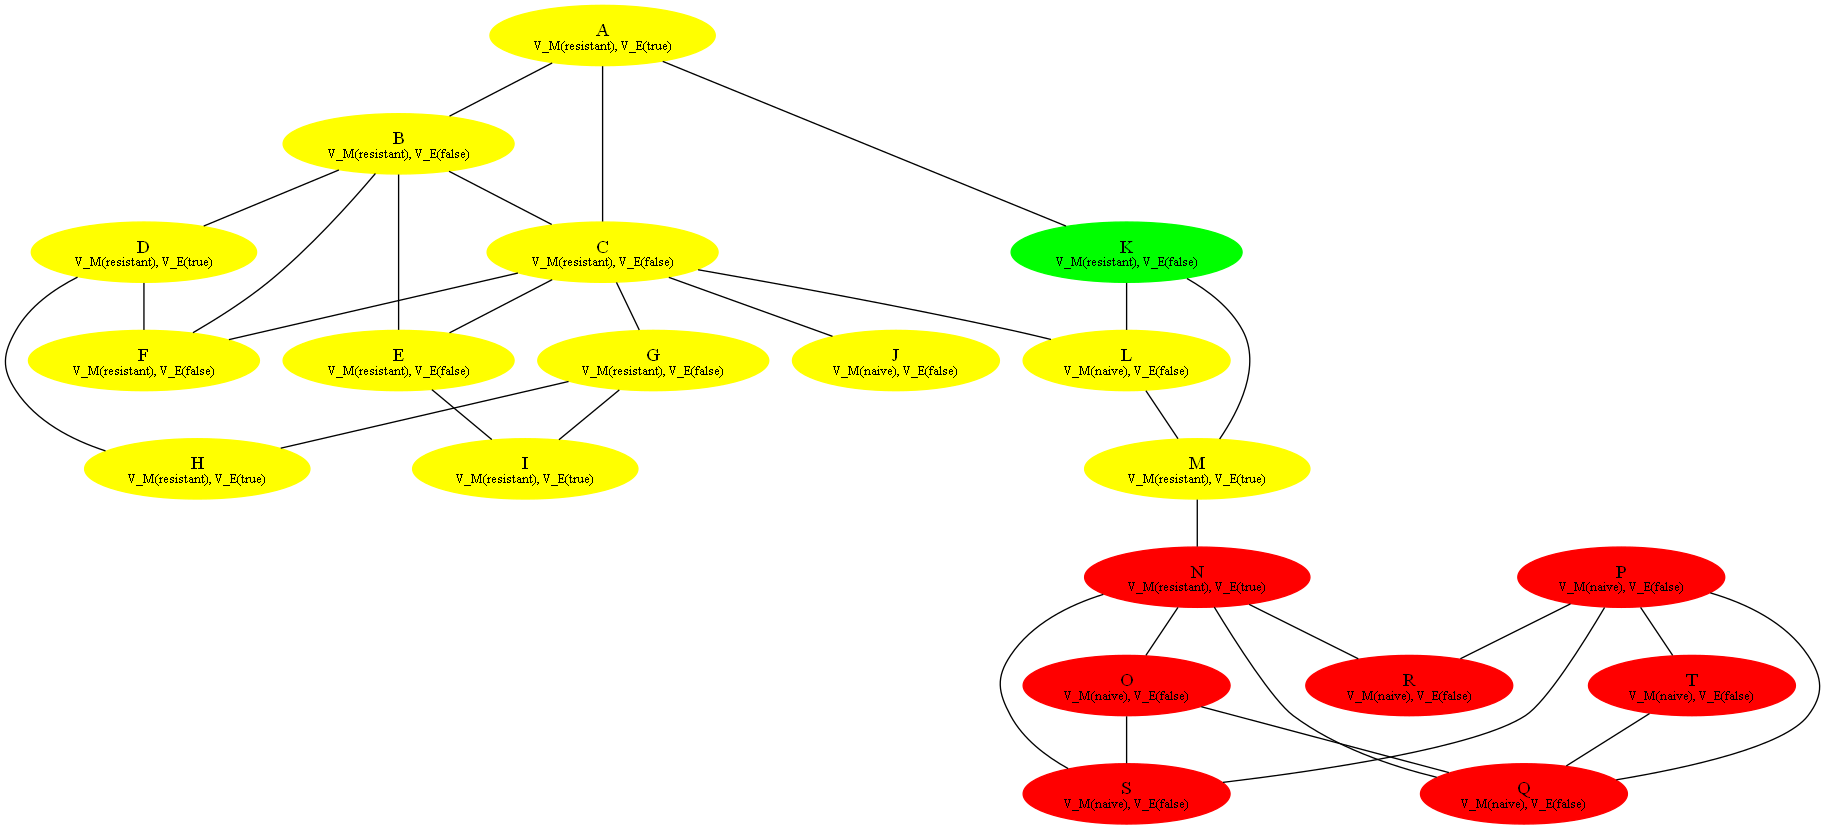 A
V_M(resistant), V_E(true)
B
V_M(resistant), V_E(false)
D
V_M(resistant), V_E(true)
C
V_M(resistant), V_E(false)
K
V_M(resistant), V_E(false)
F
V_M(resistant), V_E(false)
E
V_M(resistant), V_E(false)
G
V_M(resistant), V_E(false)
J
V_M(naive), V_E(false)
L
V_M(naive), V_E(false)
H
V_M(resistant), V_E(true)
I
V_M(resistant), V_E(true)
M
V_M(resistant), V_E(true)
N
V_M(resistant), V_E(true)
P
V_M(naive), V_E(false)
O
V_M(naive), V_E(false)
R
V_M(naive), V_E(false)
T
V_M(naive), V_E(false)
S
V_M(naive), V_E(false)
Q
V_M(naive), V_E(false)